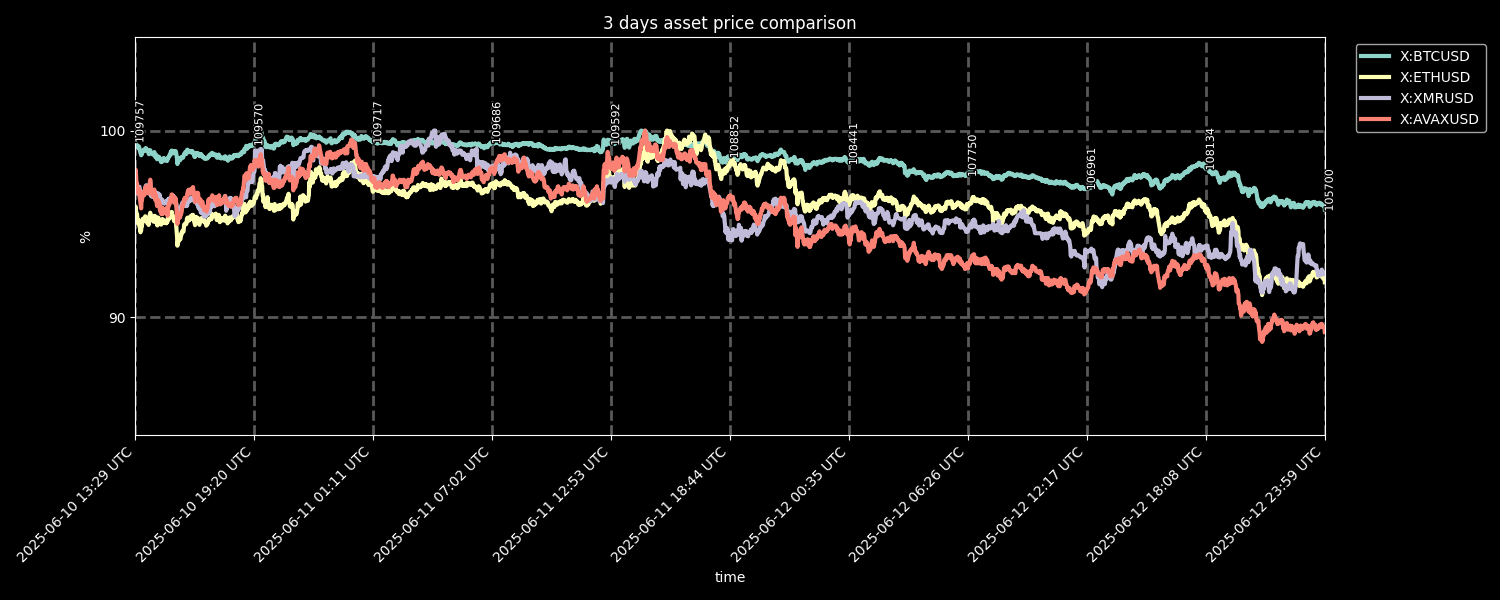 3 days asset price comparison
X:BTCUSD
X:ETHUSD
X:XMRUSD
X:AVAXUSD
100
90
%
109757
109570
109717
109686
109592
108852
108441
107750
106961
108134
105700
2025-06-10 13:29 UTC
2025-06-10 19:20 UTC
2025-06-11 01:11 UTC
2025-06-11 07:02 UTC
2025-06-11 12:53 UTC
2025-06-11 18:44 UTC
2025-06-12 00:35 UTC
2025-06-12 06:26 UTC
2025-06-12 12:17 UTC
2025-06-12 18:08 UTC
2025-06-12 23:59 UTC
time